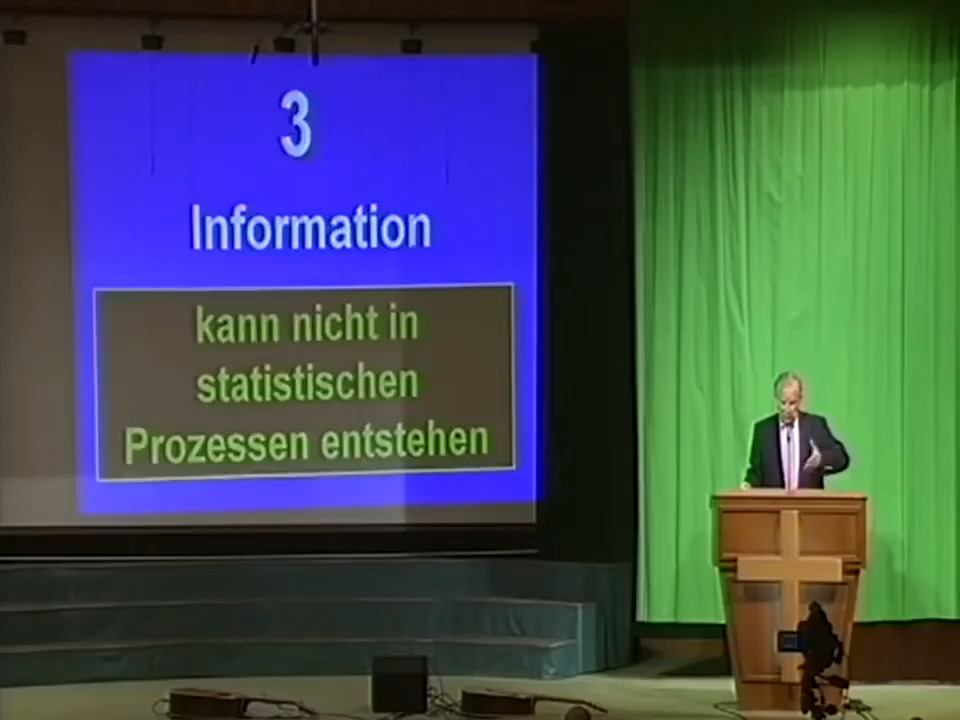 3
Information
kann nicht in
statistischen
Prozessen entstehen